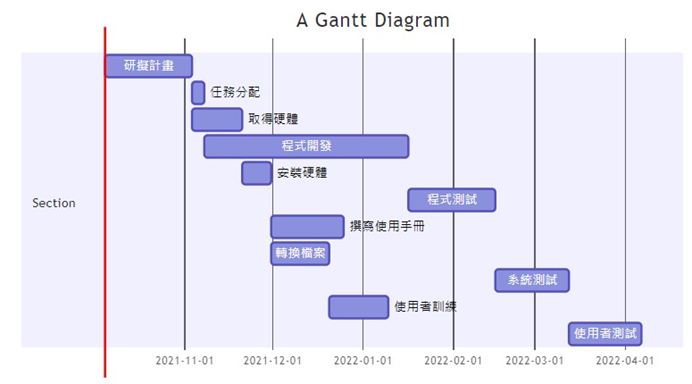 A Gantt Diagram
研擬計畫
任務分配
取得硬體
程式開發
安裝硬體
程式測試
Section
撰寫使用手冊
轉換檔案
系統測試
使用者訓練
使用者測試
2021-11-01 2021-12-01 2022-01-01 2022-02-01 2022-03-01 2022-04-01